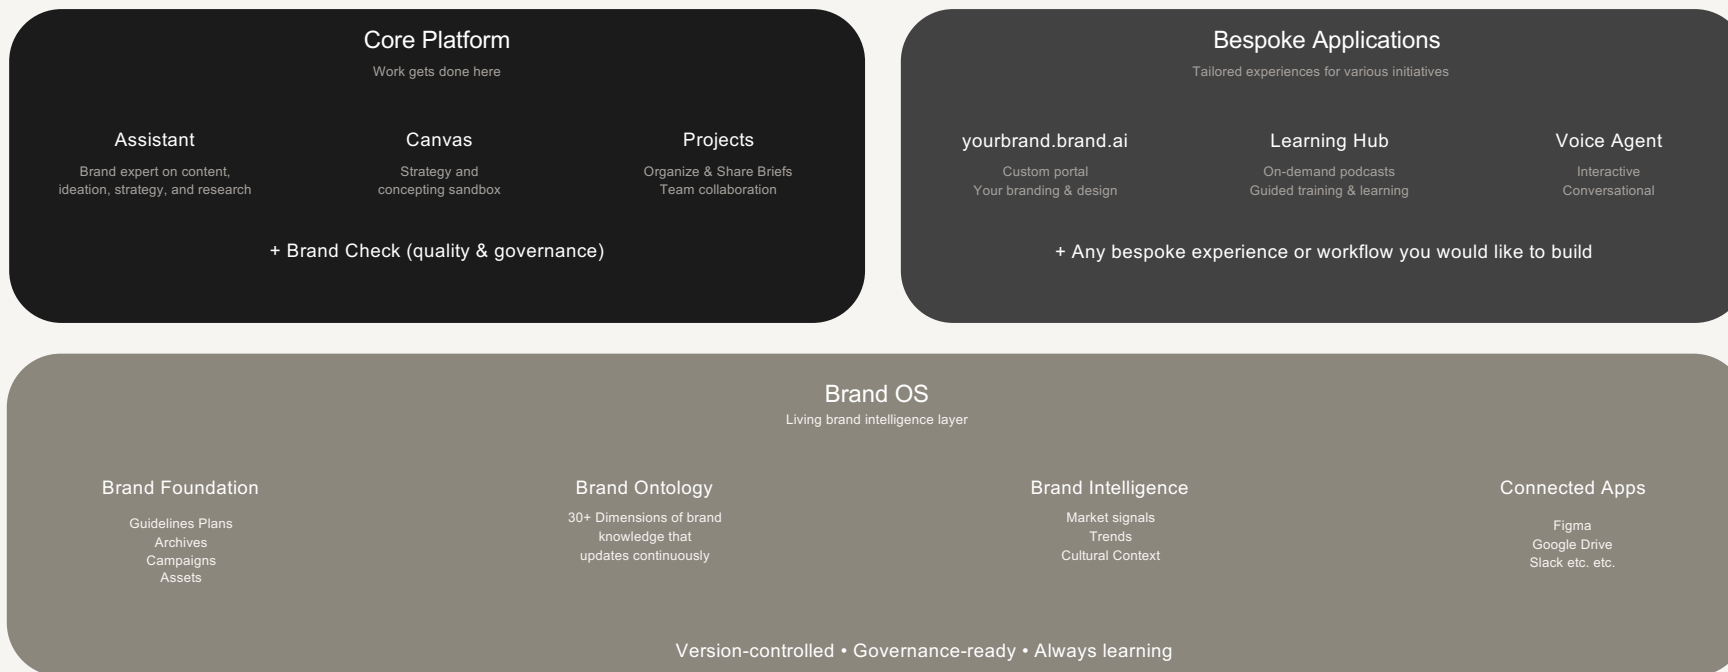 Core Platform
Work gets done here
Assistant
Brand expert on content,
ideation, strategy, and research
Canvas
Strategy and
concepting sandbox
Projects
Organize & Share Briefs
Team collaboration
+ Brand Check (quality & governance)
Bespoke Applications
Tailored experiences for various initiatives
yourbrand.brand.ai
Custom portal
Your branding & design
Learning Hub
On-demand podcasts
Guided training & learning
Voice Agent
Interactive
Conversational
+ Any bespoke experience or workflow you would like to build
Brand OS
Living brand intelligence layer
Brand Foundation
Guidelines Plans
Archives
Campaigns
Assets
Brand Ontology
30+ Dimensions of brand
knowledge that
updates continuously
Brand Intelligence
Market signals
Trends
Cultural Context
Connected Apps
Figma
Google Drive
Slack etc. etc.
Version-controlled • Governance-ready • Always learning